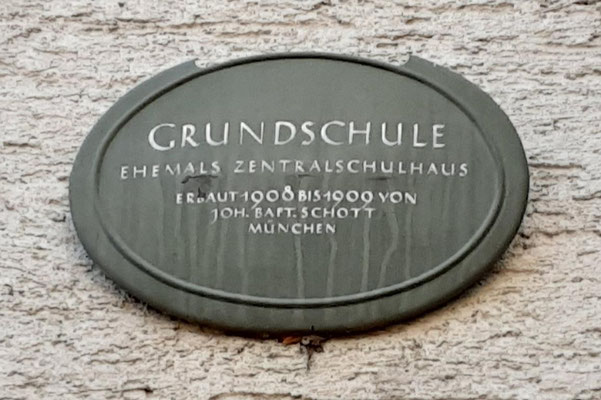 GRUNDSCHULE
EHEMALS ZENTRALSCHULHAUS
ERBAUT 1908 BIS 1909 VON
JOH. BAPT. SCHOTT
MÜNCHEN